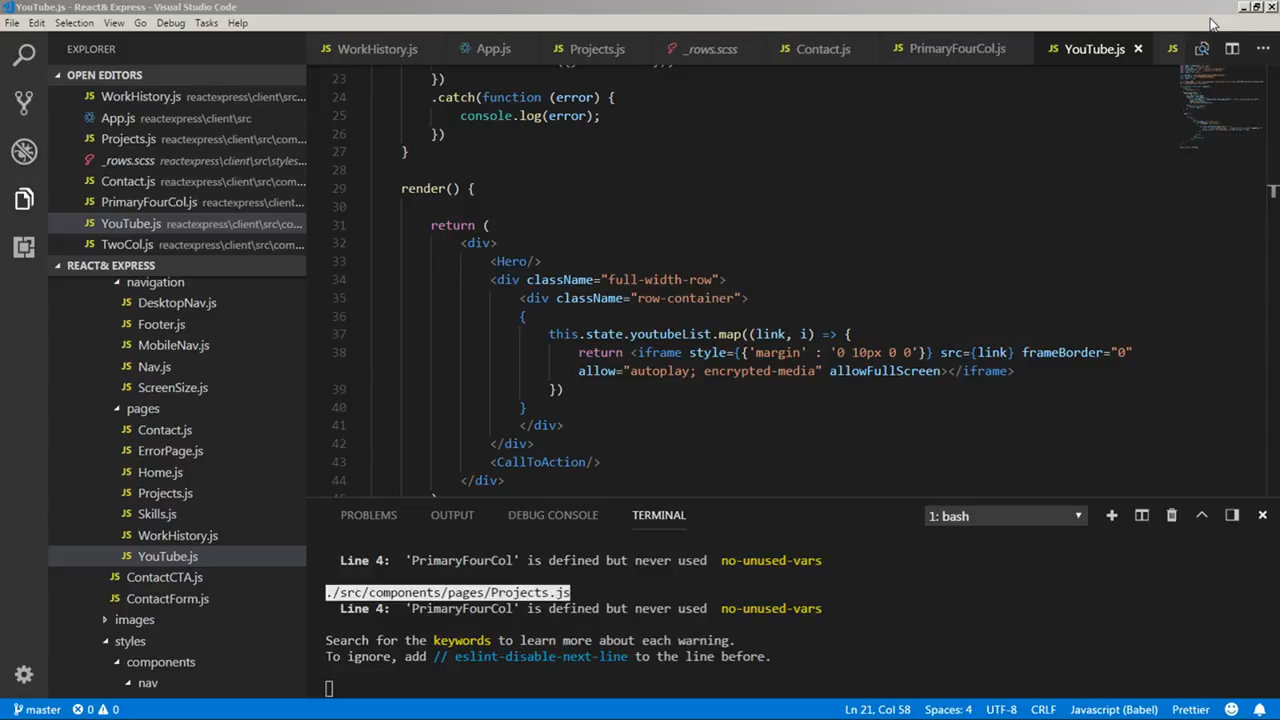 YouTube.js - React& Express - Visual Studio Code
File Edit Selection View Go Debug Tasks Help
EXPLORER
OPEN EDITORS
WorkHistory.js reactexpress\client\src...
App.js reactexpress\client\src
Projects.js reactexpress\client\src\com...
_rows.scss reactexpress\client\src\styles...
Contact.js reactexpress\client\src\com...
PrimaryFourCol.js reactexpress\client...
YouTube.js reactexpress\client\src\co...
TwoCol.js reactexpress\client\src\com...
REACT& EXPRESS
navigation
DesktopNav.js
Footer.js
MobileNav.js
Nav.js
ScreenSize.js
pages
Contact.js
ErrorPage.js
Home.js
Projects.js
Skills.js
WorkHistory.js
YouTube.js
ContactCTA.js
ContactForm.js
images
styles
components
nav
WorkHistory.js App.js Projects.js _rows.scss Contact.js PrimaryFourCol.js YouTube.js JS
23 })
24 .catch(function (error) {
25 console.log(error);
26 })
27 }
28
29 render() {
30
31 return (
32 <div>
33 <Hero/>
34 <div className="full-width-row">
35 <div className="row-container">
36 {
37 this.state.youtubeList.map((link, i) => {
38 return <iframe style={{'margin' : '0 10px 0 0'}} src={link} frameBorder="0"
allow="autoplay; encrypted-media" allowFullScreen></iframe>
39 })
40 }
41 </div>
42 </div>
43 <CallToAction/>
44 </div>
PROBLEMS OUTPUT DEBUG CONSOLE TERMINAL 1: bash
Line 4: 'PrimaryFourCol' is defined but never used no-unused-vars
./src/components/pages/Projects.js
Line 4: 'PrimaryFourCol' is defined but never used no-unused-vars
Search for the keywords to learn more about each warning.
To ignore, add // eslint-disable-next-line to the line before.
master 0 0 Ln 21, Col 58 Spaces: 4 UTF-8 CRLF Javascript (Babel) Prettier